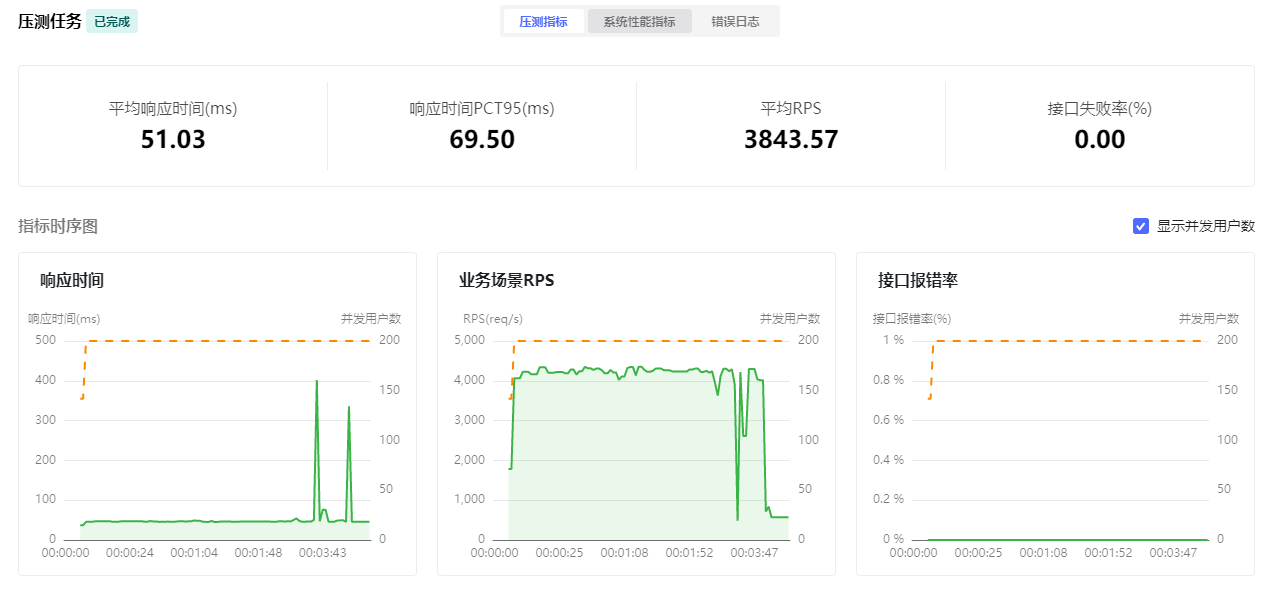 压测任务 已完成
压测指标 系统性能指标 错误日志
平均响应时间(ms) 响应时间PCT95(ms) 平均RPS 接口失败率(%)
51.03 69.50 3843.57 0.00
指标时序图 显示并发用户数
响应时间
响应时间(ms) 并发用户数
500 200
400 150
300 100
200 50
100
0 0
00:00:00 00:00:24 00:01:04 00:01:48 00:03:43
业务场景RPS
RPS(req/s) 并发用户数
5,000 200
4,000 150
3,000 100
2,000 50
1,000
0 0
00:00:00 00:00:25 00:01:08 00:01:52 00:03:47
接口报错率
接口报错率(%) 并发用户数
1 % 200
0.8 % 150
0.6 % 100
0.4 % 50
0.2 %
0 % 0
00:00:00 00:00:25 00:01:08 00:01:52 00:03:47